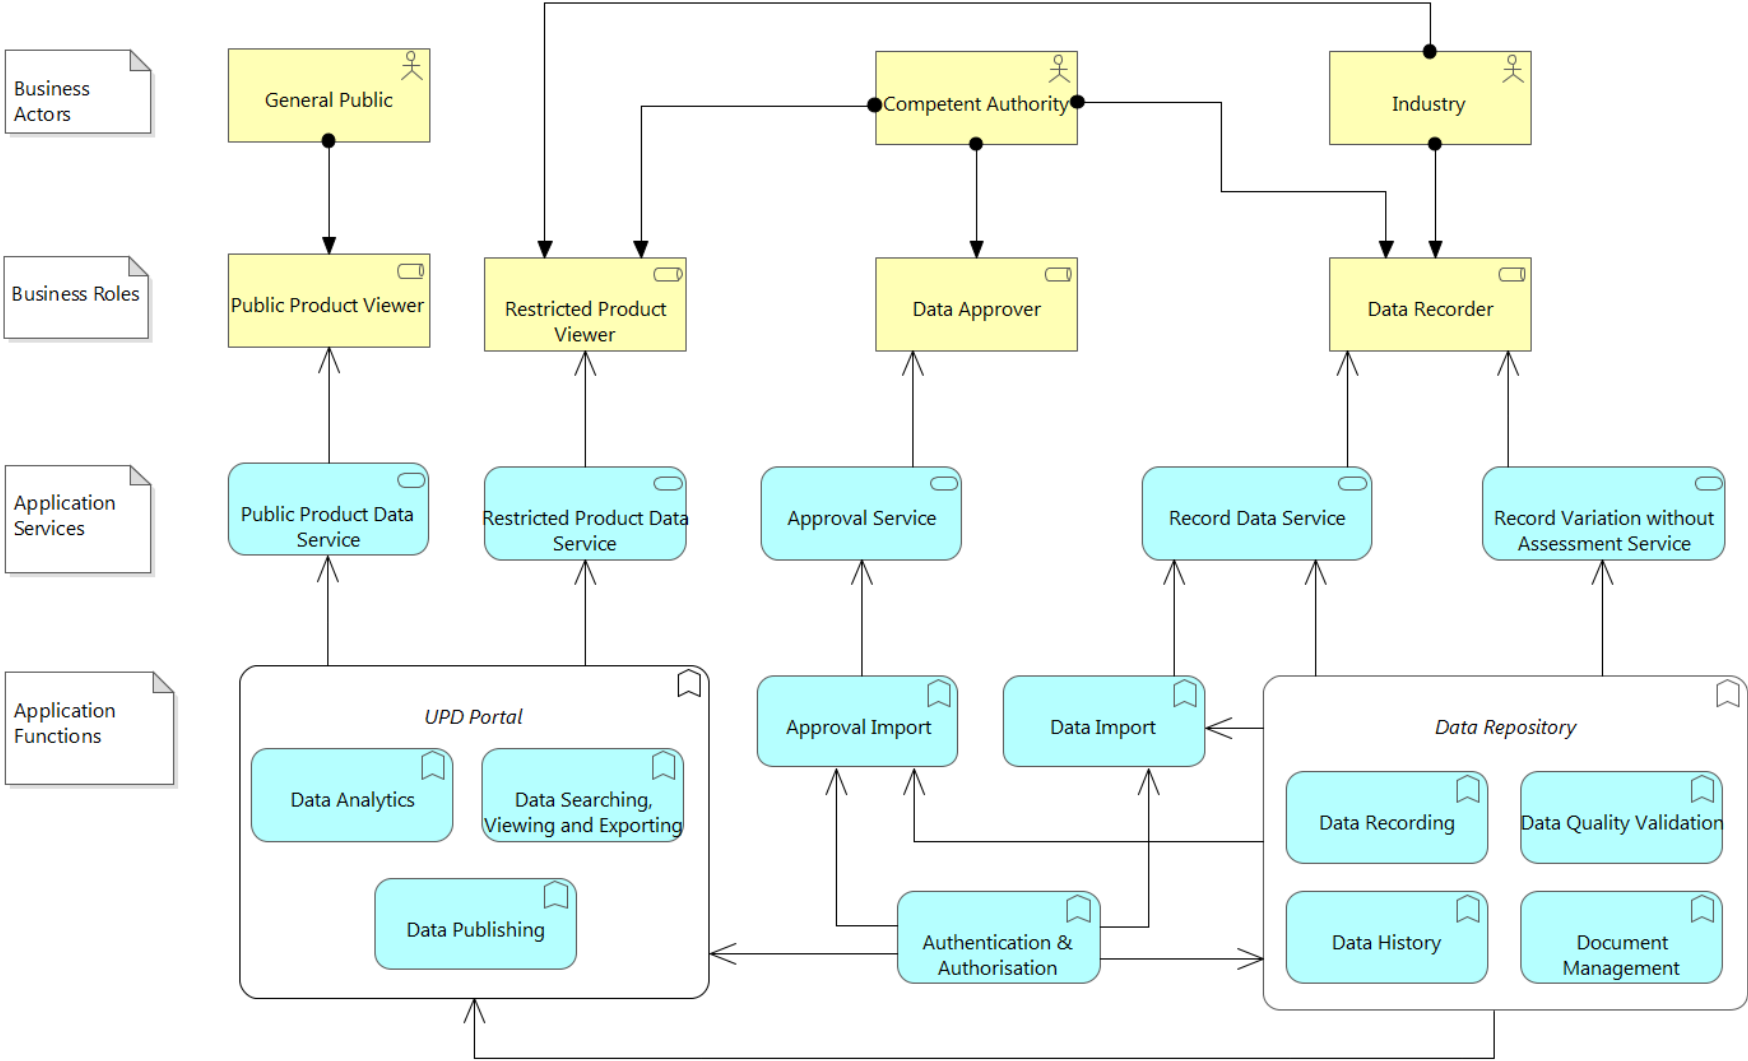 Business
Actors
General Public
Competent Authority
Industry
Business Roles
Public Product Viewer
Restricted Product
Viewer
Data Approver
Data Recorder
Application
Services
Public Product Data
Service
Restricted Product Data
Service
Approval Service
Record Data Service
Record Variation without
Assessment Service
Application
Functions
UPD Portal
Data Analytics
Data Searching,
Viewing and Exporting
Data Publishing
Approval Import
Data Import
Authentication &
Authorisation
Data Repository
Data Recording
Data Quality Validation
Data History
Document
Management